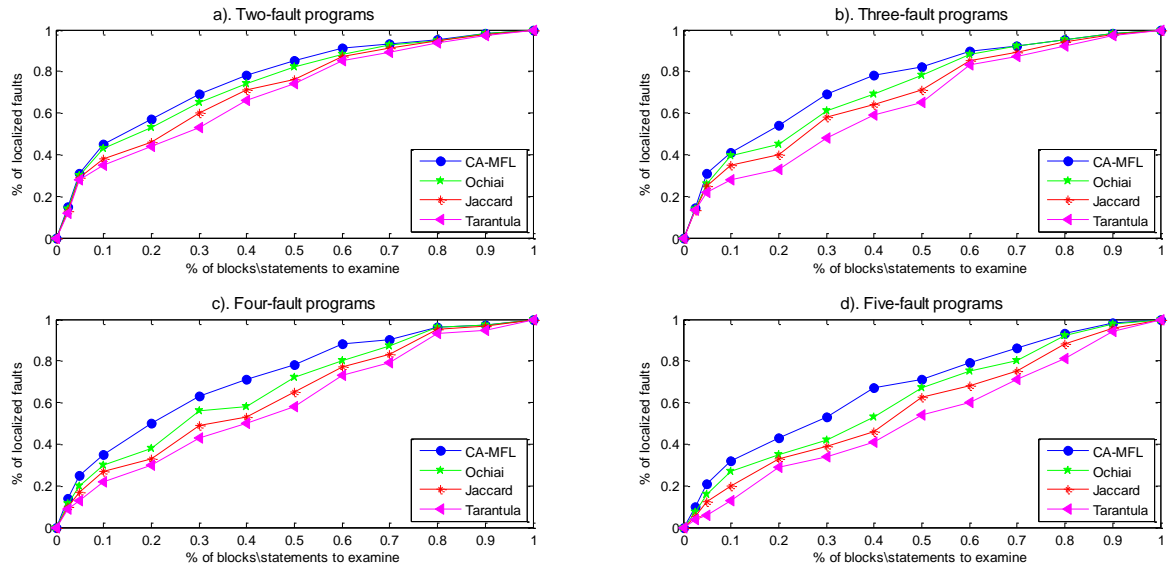 a). Two-fault programs
1
0.8
0.6
0.4
0.2
0
0 0.1 0.2 0.3 0.4 0.5 0.6 0.7 0.8 0.9 1
% of localized faults
% of blocks\statements to examine
CA-MFL
Ochiai
Jaccard
Tarantula
b). Three-fault programs
1
0.8
0.6
0.4
0.2
0
0 0.1 0.2 0.3 0.4 0.5 0.6 0.7 0.8 0.9 1
% of localized faults
% of blocks\statements to examine
CA-MFL
Ochiai
Jaccard
Tarantula
c). Four-fault programs
1
0.8
0.6
0.4
0.2
0
0 0.1 0.2 0.3 0.4 0.5 0.6 0.7 0.8 0.9 1
% of localized faults
% of blocks\statements to examine
CA-MFL
Ochiai
Jaccard
Tarantula
d). Five-fault programs
1
0.8
0.6
0.4
0.2
0
0 0.1 0.2 0.3 0.4 0.5 0.6 0.7 0.8 0.9 1
% of localized faults
% of blocks\statements to examine
CA-MFL
Ochiai
Jaccard
Tarantula